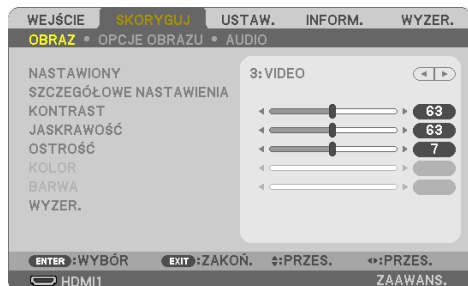 WEJŚCIE SKORYGUJ USTAW. INFORM. WYZER.
OBRAZ • OPCJE OBRAZU • AUDIO
NASTAWIONY 3: VIDEO
SZCZEGÓŁOWE NASTAWIENIA
KONTRAST 63
JASKRAWOŚĆ 63
OSTROŚĆ 7
KOLOR
BARWA
WYZER.
ENTER :WYBÓR EXIT :ZAKOŃ. :PRZES. :PRZES.
HDMI1 ZAAWANS.